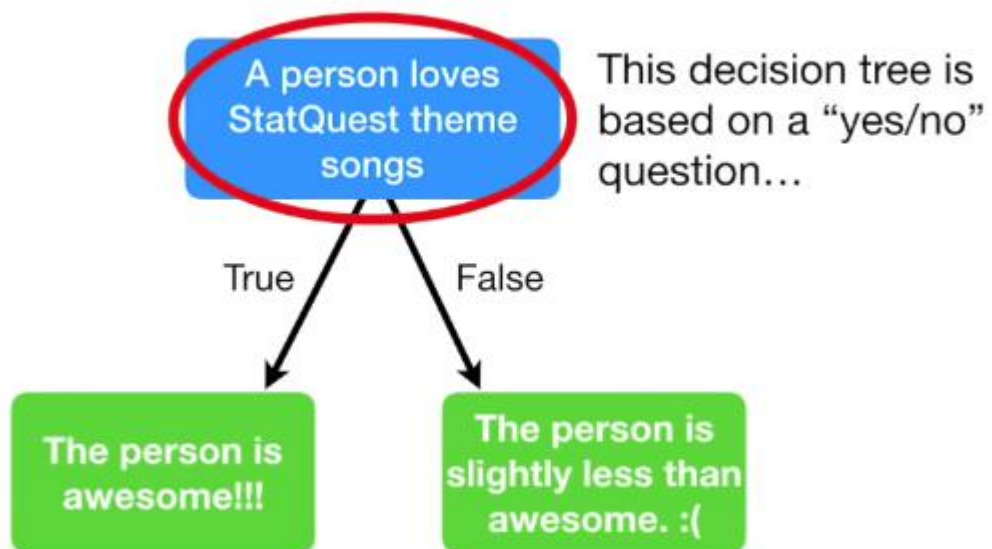 A person loves
StatQuest theme
songs
This decision tree is
based on a “yes/no”
question…
True
False
The person is
awesome!!!
The person is
slightly less than
awesome. :(